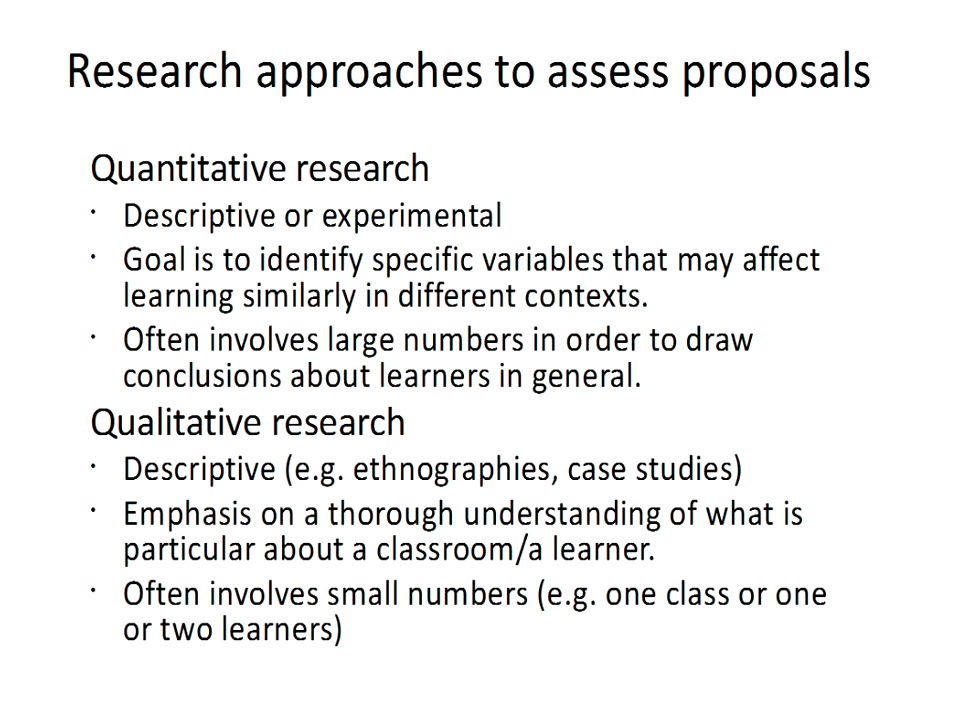 Research approaches to assess proposals
Quantitative research
· Descriptive or experimental
· Goal is to identify specific variables that may affect
learning similarly in different contexts.
· Often involves large numbers in order to draw
conclusions about learners in general.
Qualitative research
· Descriptive (e.g. ethnographies, case studies)
· Emphasis on a thorough understanding of what is
particular about a classroom/a learner.
· Often involves small numbers (e.g. one class or one
or two learners)